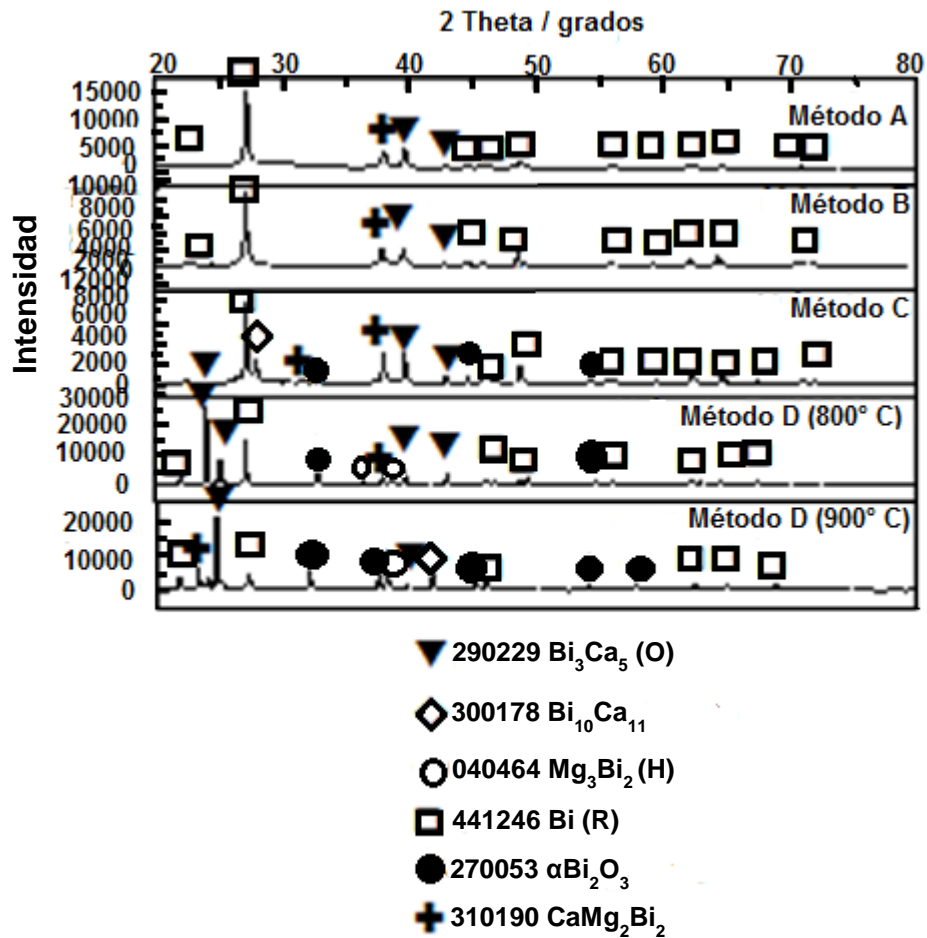 2 Theta / grados
20 30 40 50 60 70 80
Intensidad
15000
10000
5000
0
Método A
10000
8000
6000
4000
2000
0
Método B
12000
8000
6000
4000
2000
0
Método C
30000
20000
10000
0
Método D (800° C)
20000
10000
0
Método D (900° C)
290229 Bi₃Ca₅ (O)
300178 Bi₁₀Ca₁₁
040464 Mg₃Bi₂ (H)
441246 Bi (R)
270053 αBi₂O₃
310190 CaMg₂Bi₂